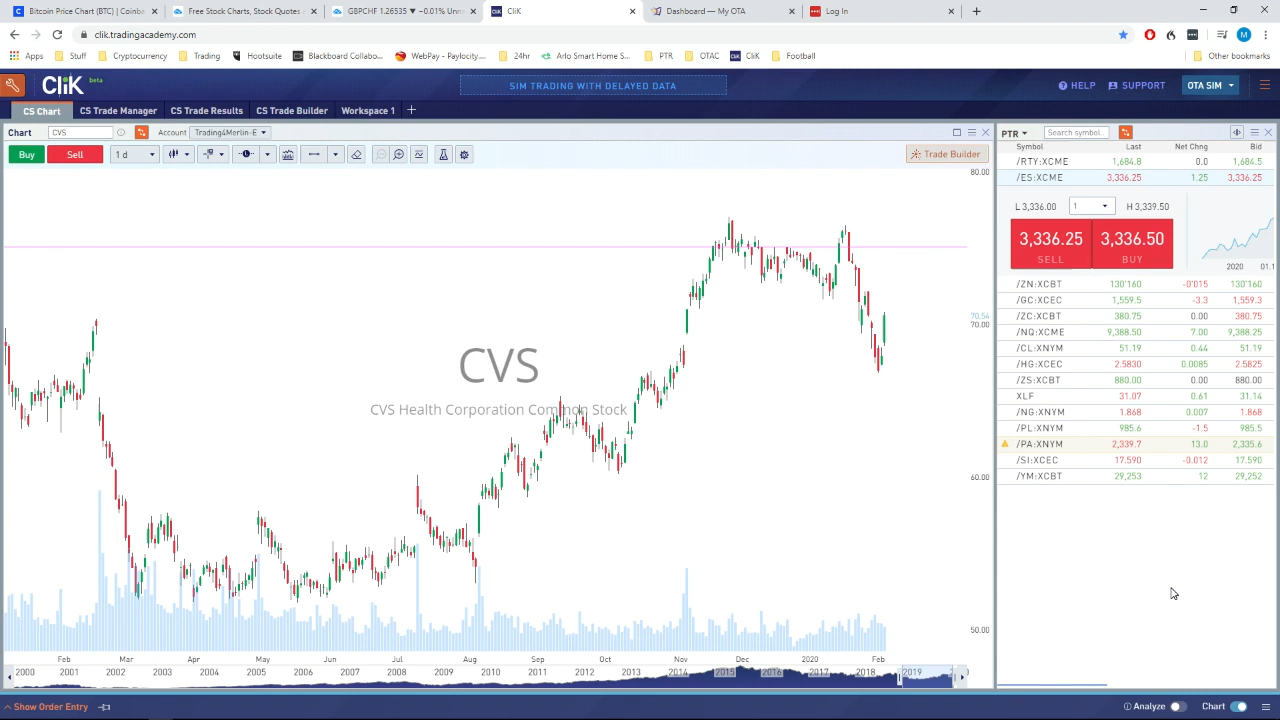 Bitcoin Price Chart (BTC) | Coinba
Free Stock Charts, Stock Quotes a
GBPCHF 1.26535 ▼ −0.01% Unna
CliK
Dashboard — My OTA
Log In
clik.tradingacademy.com
Apps Stuff Cryptocurrency Trading Hootsuite Blackboard Collabo... WebPay - Paylocity... 24hr Arlo Smart Home S... PTR OTAC CliK Football Other bookmarks
CliK beta
SIM TRADING WITH DELAYED DATA
HELP SUPPORT OTA SIM
CS Chart CS Trade Manager CS Trade Results CS Trade Builder Workspace 1 +
Chart CVS Account Trading4Merlin-E
Buy Sell 1 d Trade Builder
80.00
70.54
70.00
60.00
50.00
CVS
CVS Health Corporation Common Stock
Feb Mar Apr May Jun Jul Aug Sep Oct Nov Dec 2020 Feb
2000 2001 2002 2003 2004 2005 2006 2007 2008 2009 2010 2011 2012 2013 2014 2015 2016 2017 2018 2019
PTR Search symbol...
Symbol Last Net Chng Bid
/RTY:XCME 1,684.8 0.0 1,684.5
/ES:XCME 3,336.25 1.25 3,336.25
L 3,336.00 1 H 3,339.50
3,336.25 3,336.50
SELL BUY
2020 01.1
/ZN:XCBT 130'160 -0'015 130'160
/GC:XCEC 1,559.5 -3.3 1,559.3
/ZC:XCBT 380.75 0.00 380.75
/NQ:XCME 9,388.50 7.00 9,388.25
/CL:XNYM 51.19 0.44 51.19
/HG:XCEC 2.5830 0.0085 2.5825
/ZS:XCBT 880.00 0.00 880.00
XLF 31.07 0.61 31.14
/NG:XNYM 1.868 0.007 1.868
/PL:XNYM 985.6 -1.5 985.5
/PA:XNYM 2,339.7 13.0 2,335.6
/SI:XCEC 17.590 -0.012 17.590
/YM:XCBT 29,253 12 29,252
Show Order Entry
Analyze Chart